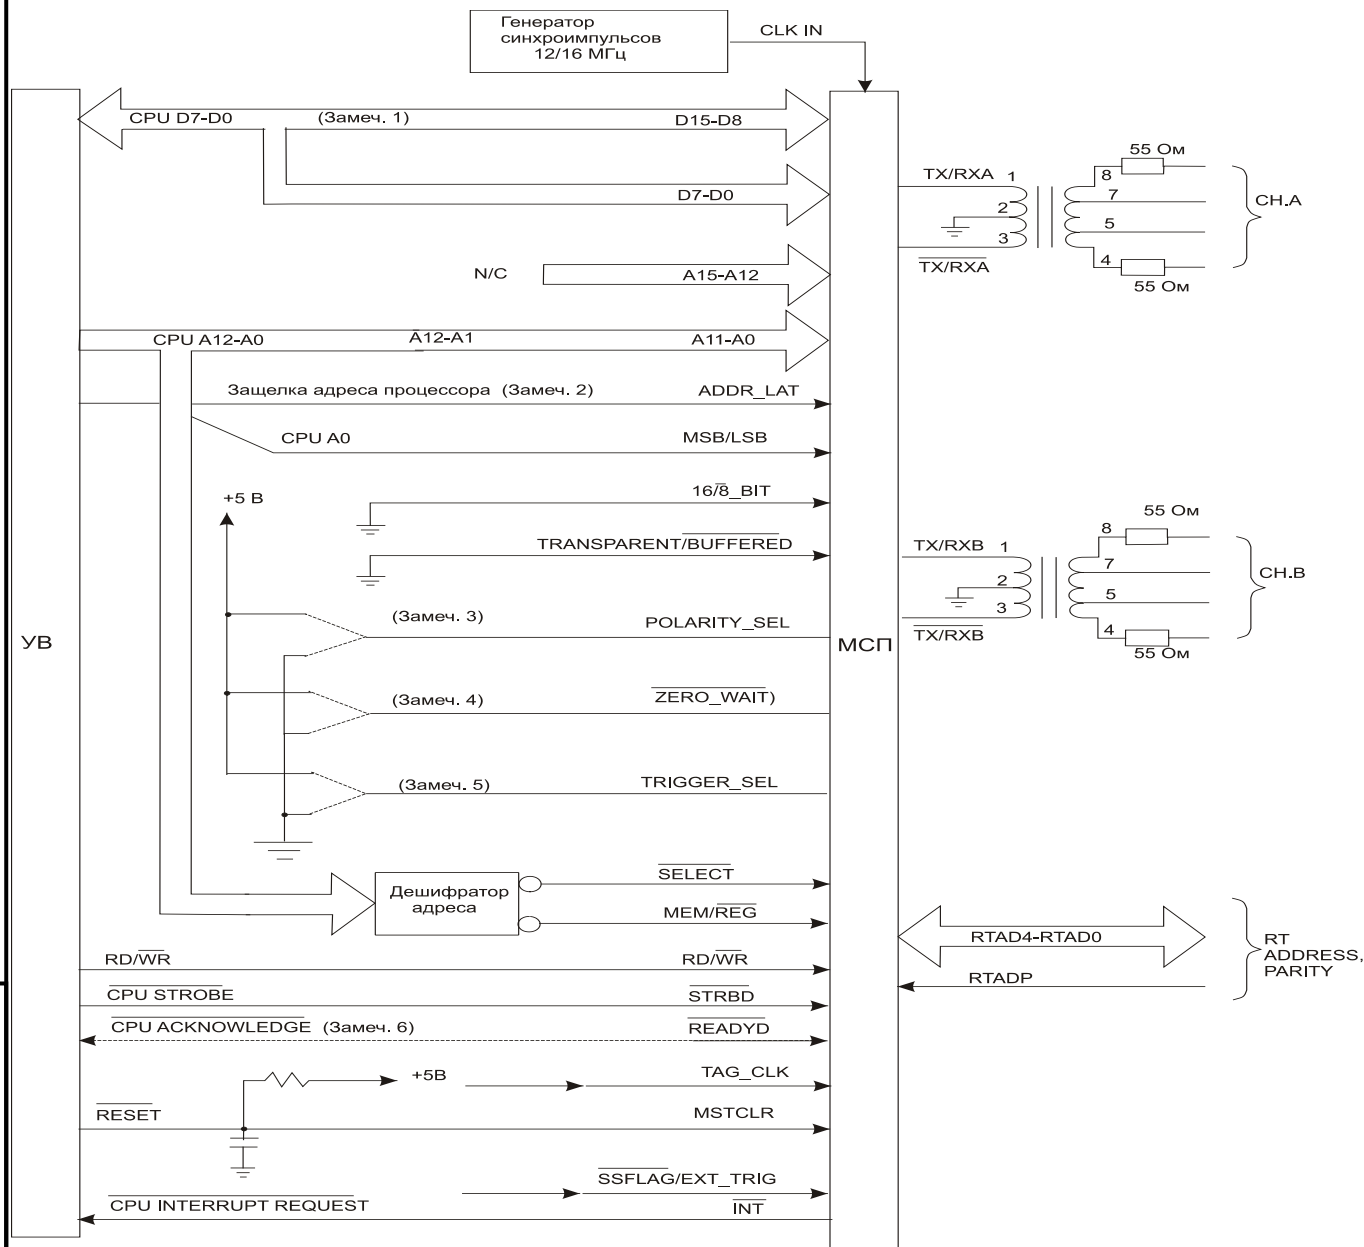 Генератор
синхроимпульсов
12/16 МГц
CLK IN
CPU D7-D0 (Замеч. 1) D15-D8
D7-D0
N/C A15-A12
CPU A12-A0 A12-A1 A11-A0
Защелка адреса процессора (Замеч. 2) ADDR_LAT
CPU A0 MSB/LSB
16/8_BIT
+5 В
TRANSPARENT/BUFFERED
(Замеч. 3) POLARITY_SEL
УВ
МСП
(Замеч. 4) ZERO_WAIT)
(Замеч. 5) TRIGGER_SEL
Дешифратор
адреса
SELECT
MEM/REG
RD/WR RD/WR
CPU STROBE STRBD
CPU ACKNOWLEDGE (Замеч. 6) READYD
+5В TAG_CLK
RESET MSTCLR
SSFLAG/EXT_TRIG
CPU INTERRUPT REQUEST INT
55 Ом
TX/RXA 1 8
7
2
5
3
4
TX/RXA
55 Ом
CH.A
55 Ом
TX/RXB 1 8
7
2
5
3
4
TX/RXB
55 Ом
CH.B
RTAD4-RTAD0
RTADP
RT
ADDRESS,
PARITY